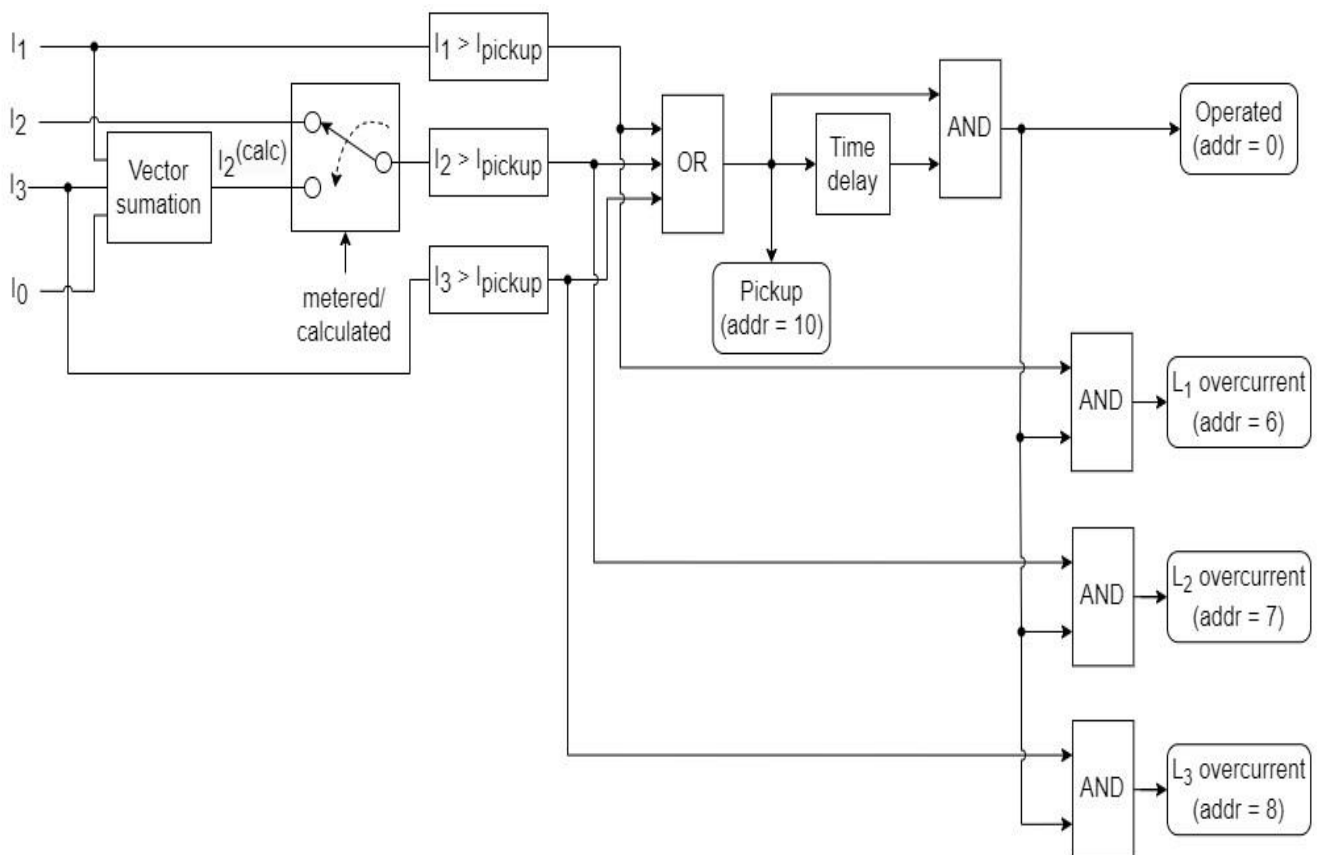 I₁
I₁ > Iₚᵢcₖᵤₚ
I₂
I₂⁽ᶜᵃˡᶜ⁾
Vector
sumation
I₃
I₀
metered/
calculated
I₂ > Iₚᵢcₖᵤₚ
I₃ > Iₚᵢcₖᵤₚ
OR
Time
delay
AND
Operated
(addr = 0)
Pickup
(addr = 10)
AND
L₁ overcurrent
(addr = 6)
AND
L₂ overcurrent
(addr = 7)
AND
L₃ overcurrent
(addr = 8)